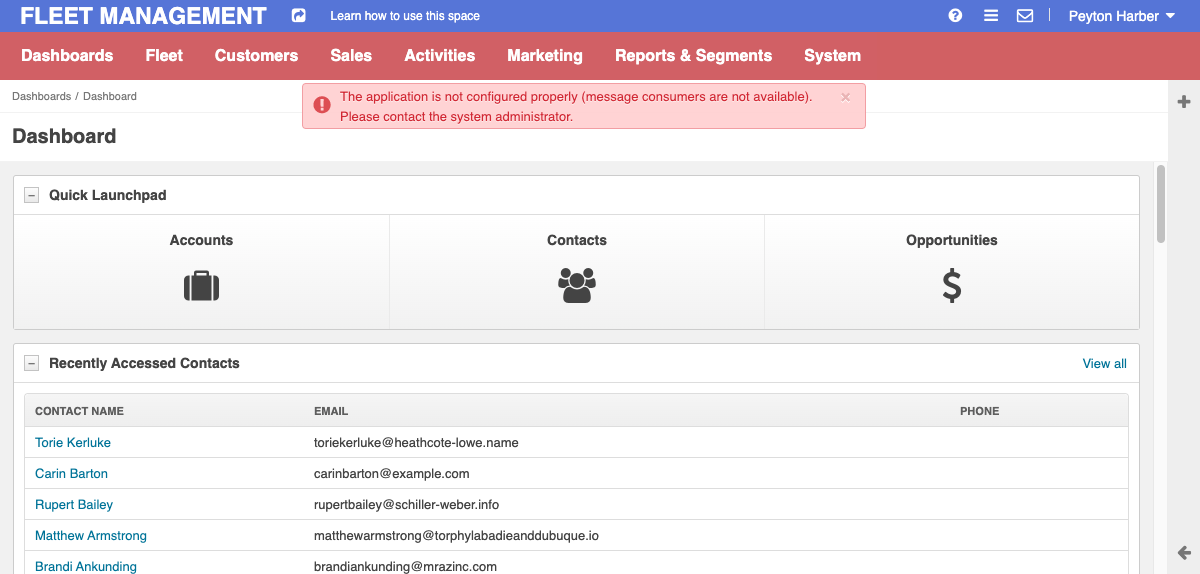 FLEET MANAGEMENT Learn how to use this space Peyton Harber
Dashboards Fleet Customers Sales Activities Marketing Reports & Segments System
Dashboards / Dashboard
The application is not configured properly (message consumers are not available).
Please contact the system administrator.
Dashboard
Quick Launchpad
Accounts Contacts Opportunities
Recently Accessed Contacts View all
CONTACT NAME EMAIL PHONE
Torie Kerluke toriekerluke@heathcote-lowe.name
Carin Barton carinbarton@example.com
Rupert Bailey rupertbailey@schiller-weber.info
Matthew Armstrong matthewarmstrong@torphylabadieanddubuque.io
Brandi Ankunding brandiankunding@mrazinc.com